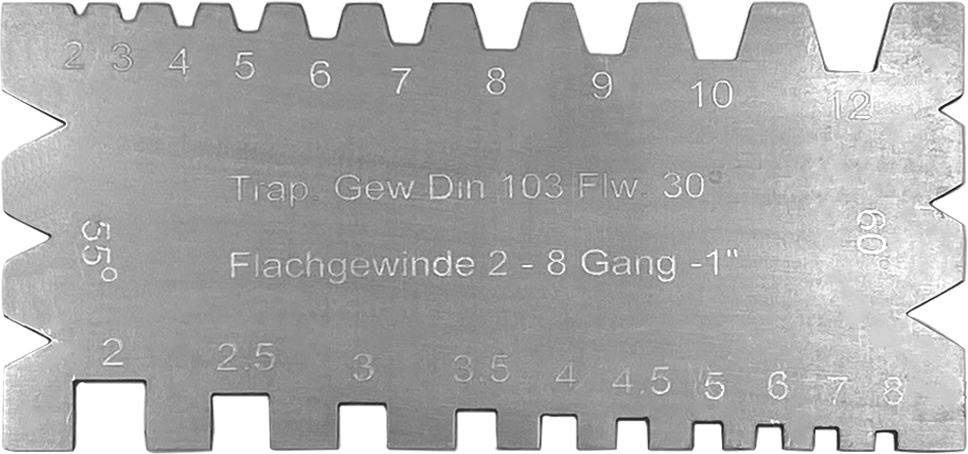 2 3 4 5 6 7 8 9 10 12
Trap. Gew Din 103 Flw. 30°
55°
60°
Flachgewinde 2 - 8 Gang -1"
2 2.5 3 3.5 4 4.5 5 6 7 8